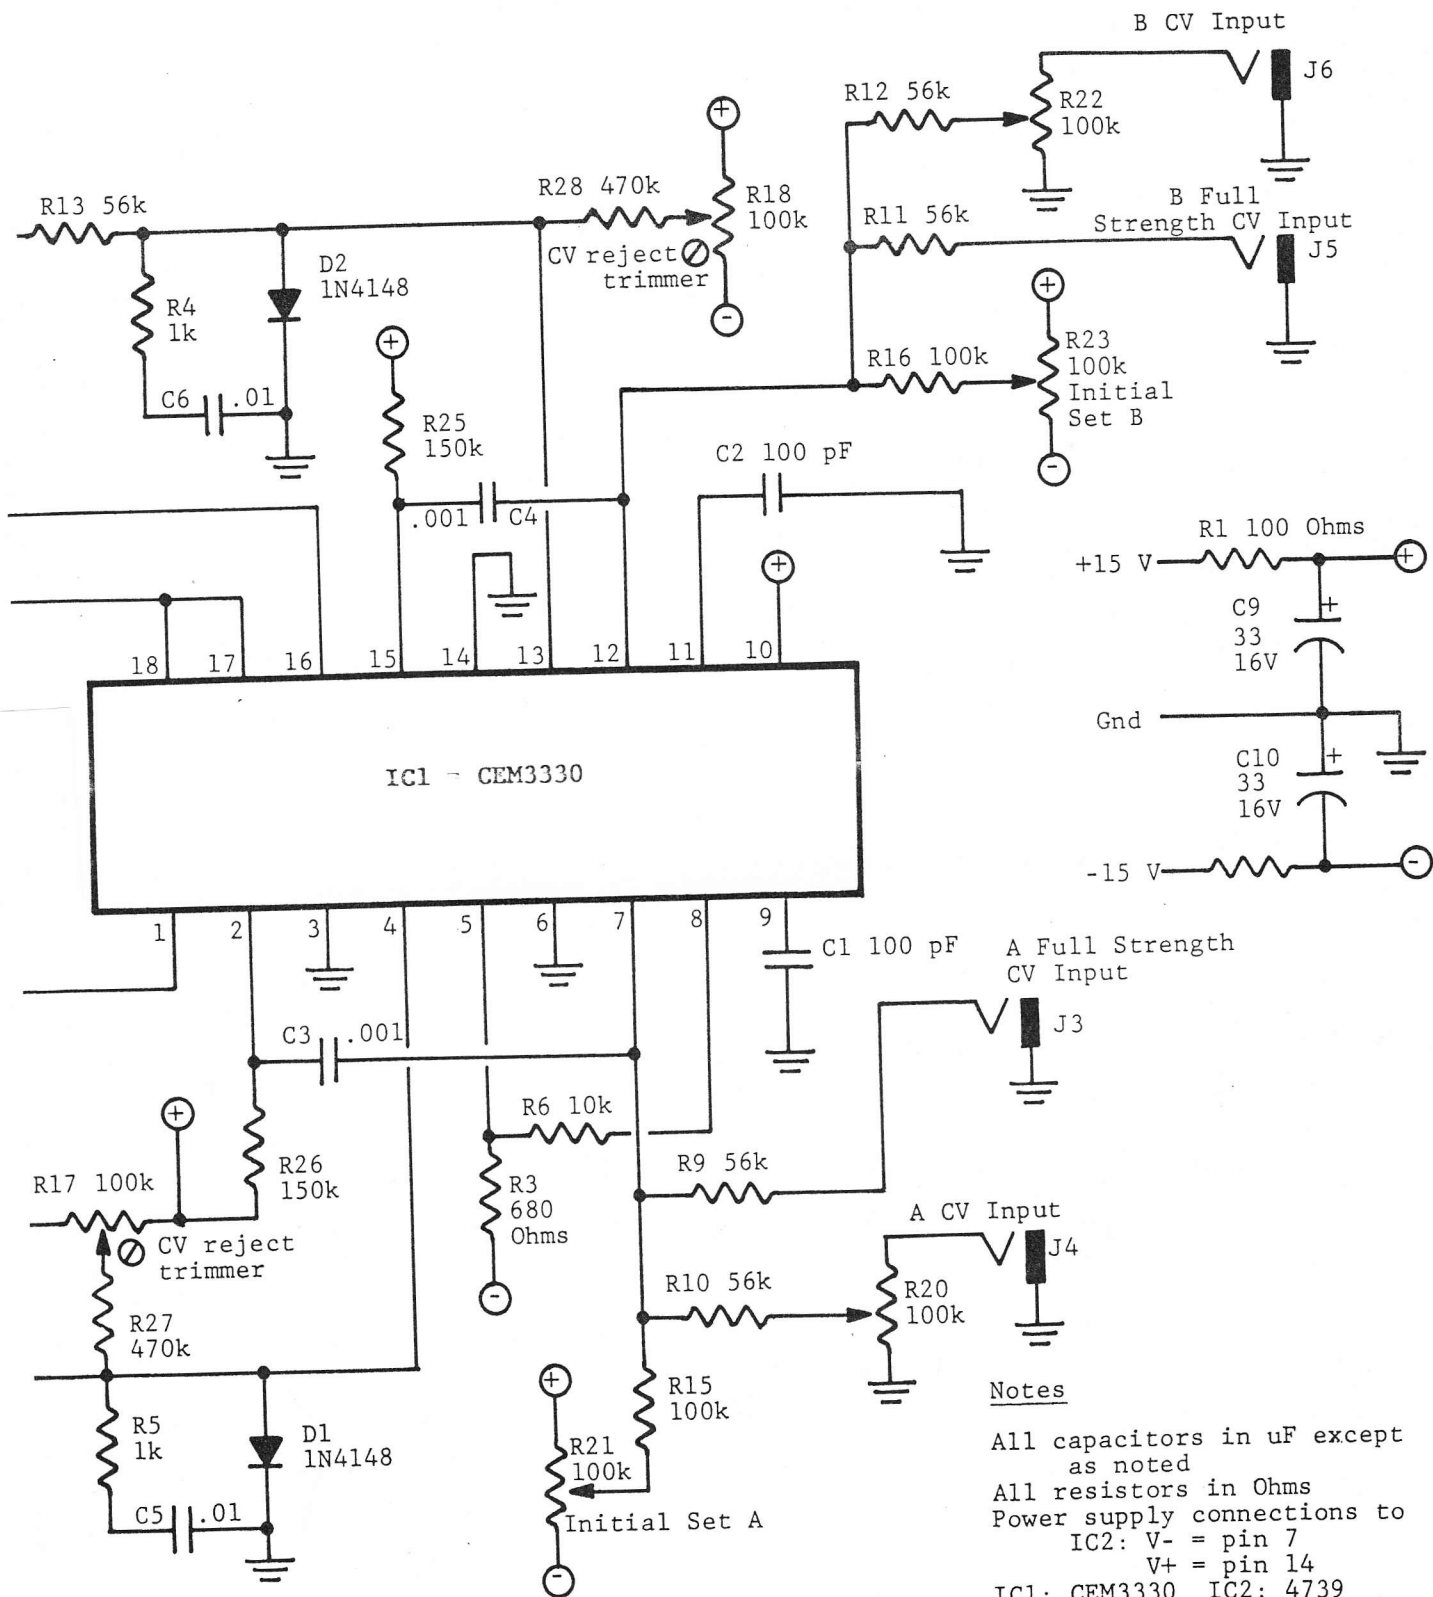 B CV Input
J6
R12 56k
R22
100k
R28 470k
R18
100k
R13 56k
R11 56k
B Full
Strength CV Input
J5
CV reject
trimmer
D2
1N4148
R4
1k
R16 100k
R23
100k
Initial
Set B
C6 .01
R25
150k
C2 100 pF
.001 C4
R1 100 Ohms
+15 V
C9
33
16V
+
Gnd
C10
33
16V
+
-15 V
18 17 16 15 14 13 12 11 10
IC1 - CEM3330
1 2 3 4 5 6 7 8 9
C1 100 pF
A Full Strength
CV Input
J3
C3 .001
R6 10k
R17 100k
R26
150k
R3
680
Ohms
R9 56k
CV reject
trimmer
A CV Input
J4
R10 56k
R20
100k
R27
470k
R15
100k
R5
1k
D1
1N4148
R21
100k
C5 .01
Initial Set A
Notes
All capacitors in uF except
as noted
All resistors in Ohms
Power supply connections to
IC2: V- = pin 7
V+ = pin 14
IC1: CEM3330 IC2: 4739